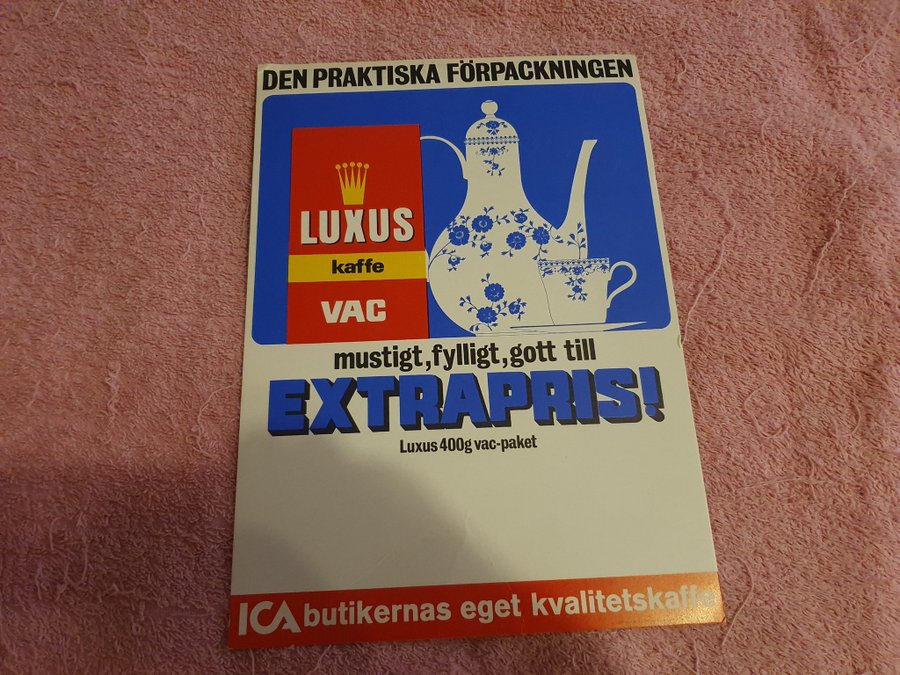 DEN PRAKTISKA FÖRPACKNINGEN
LUXUS
kaffe
VAC
mustigt,fylligt,gott till
EXTRAPRIS!
Luxus 400g vac-paket
ICA butikernas eget kvalitetskaffe